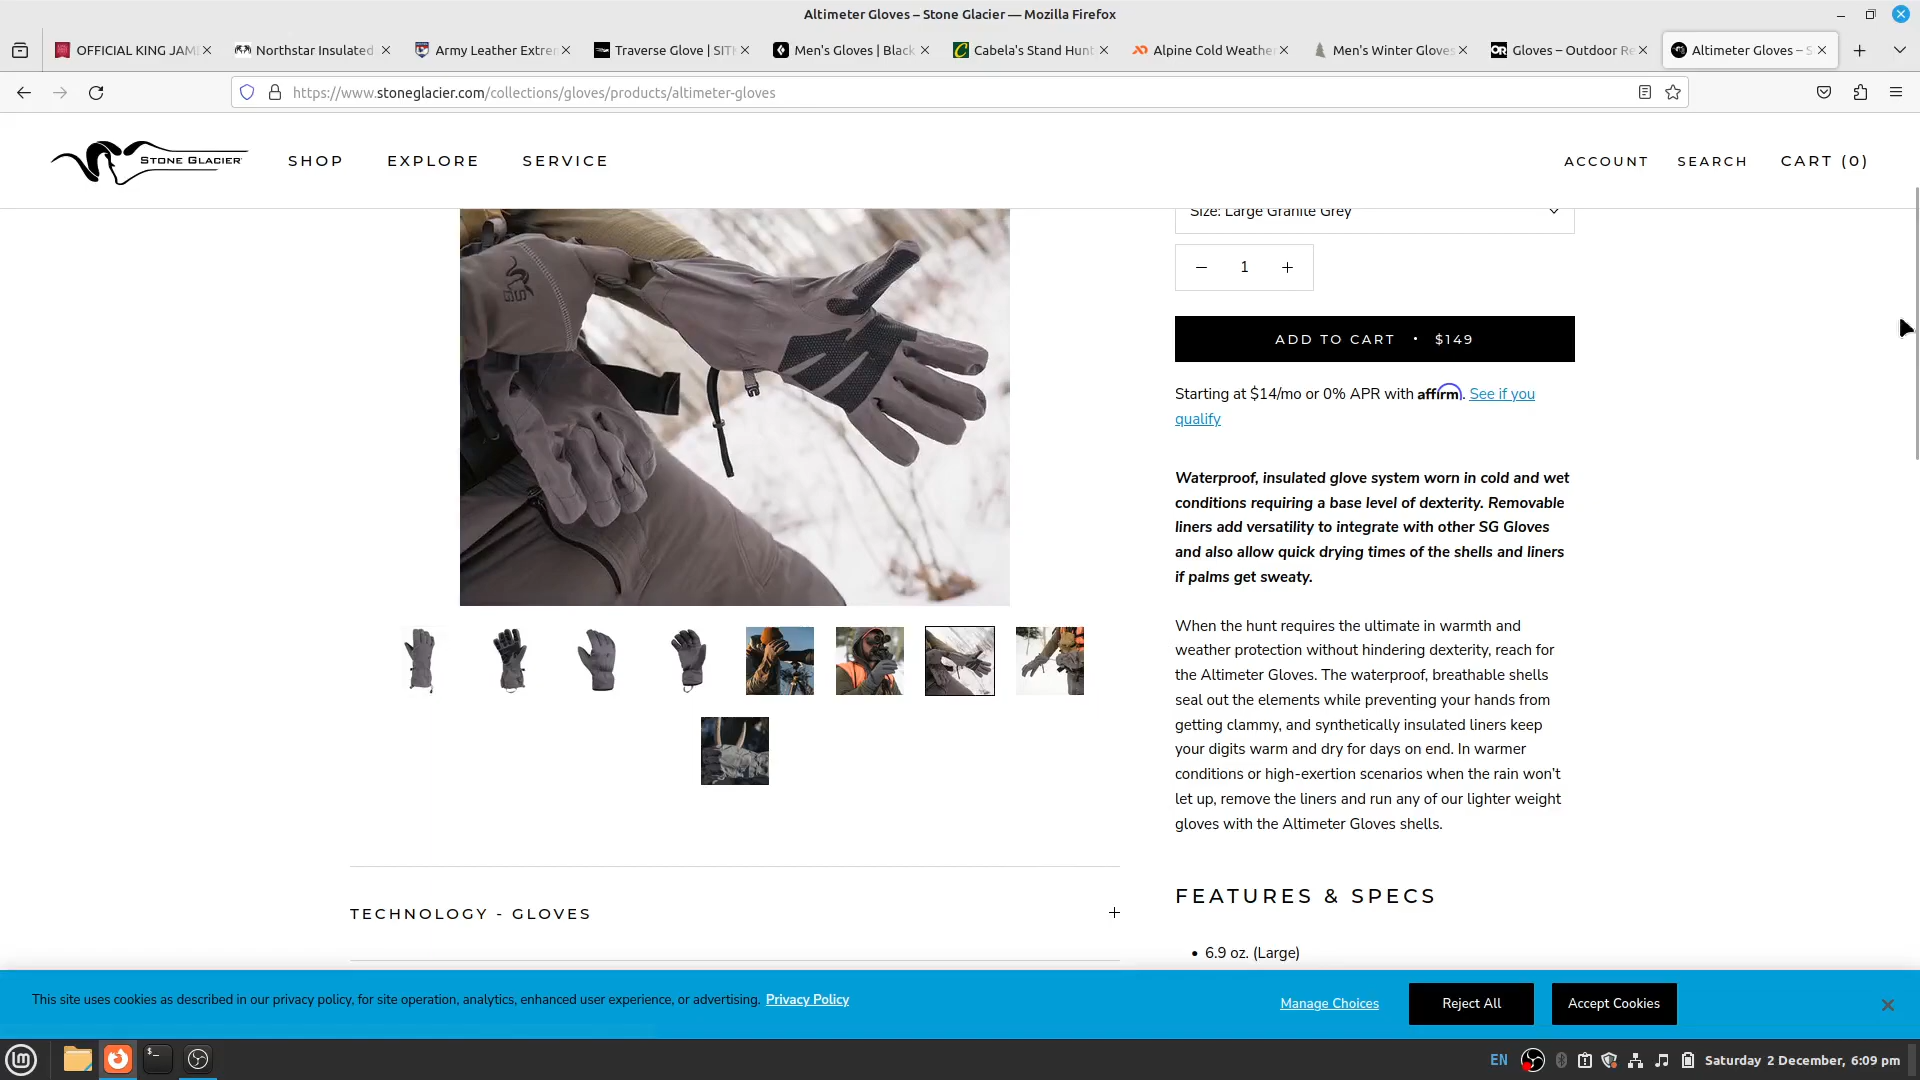 Altimeter Gloves – Stone Glacier — Mozilla Firefox
OFFICIAL KING JAM
Northstar Insulated
Army Leather Extre
Traverse Glove | SIT
Men's Gloves | Black
Cabela's Stand Hunt
Alpine Cold Weather
Men's Winter Gloves
OR Gloves – Outdoor Re
Altimeter Gloves – S
https://www.stoneglacier.com/collections/gloves/products/altimeter-gloves
STONE GLACIER
SHOP
EXPLORE
SERVICE
ACCOUNT
SEARCH
CART (0)
Size: Large Granite Grey
1
ADD TO CART • $149
Starting at $14/mo or 0% APR with affirm. See if you
qualify
Waterproof, insulated glove system worn in cold and wet
conditions requiring a base level of dexterity. Removable
liners add versatility to integrate with other SG Gloves
and also allow quick drying times of the shells and liners
if palms get sweaty.
When the hunt requires the ultimate in warmth and
weather protection without hindering dexterity, reach for
the Altimeter Gloves. The waterproof, breathable shells
seal out the elements while preventing your hands from
getting clammy, and synthetically insulated liners keep
your digits warm and dry for days on end. In warmer
conditions or high-exertion scenarios when the rain won't
let up, remove the liners and run any of our lighter weight
gloves with the Altimeter Gloves shells.
TECHNOLOGY - GLOVES
FEATURES & SPECS
• 6.9 oz. (Large)
This site uses cookies as described in our privacy policy, for site operation, analytics, enhanced user experience, or advertising. Privacy Policy
Manage Choices
Reject All
Accept Cookies
EN
Saturday 2 December, 6:09 pm